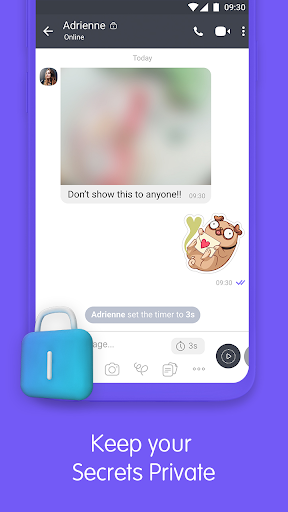 09:30
Adrienne
Online
Today
Don't show this to anyone!! 09:30
09:30
Adrienne set the timer to 3s
age... 3s
Keep your
Secrets Private